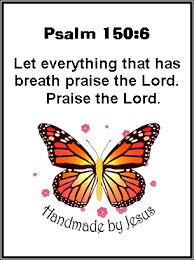 Psalm 150:6
Let everything that has
breath praise the Lord.
Praise the Lord.
Handmade by Jesus